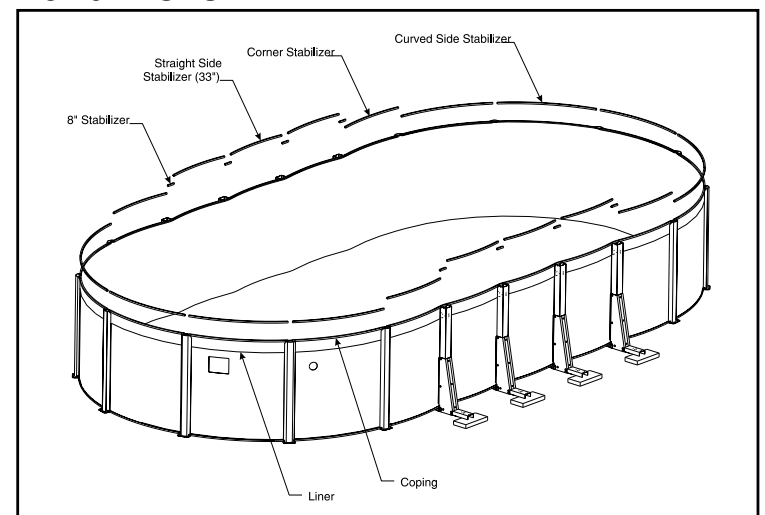 Curved Side Stabilizer
Corner Stabilizer
Straight Side
Stabilizer (33")
8" Stabilizer
Coping
Liner